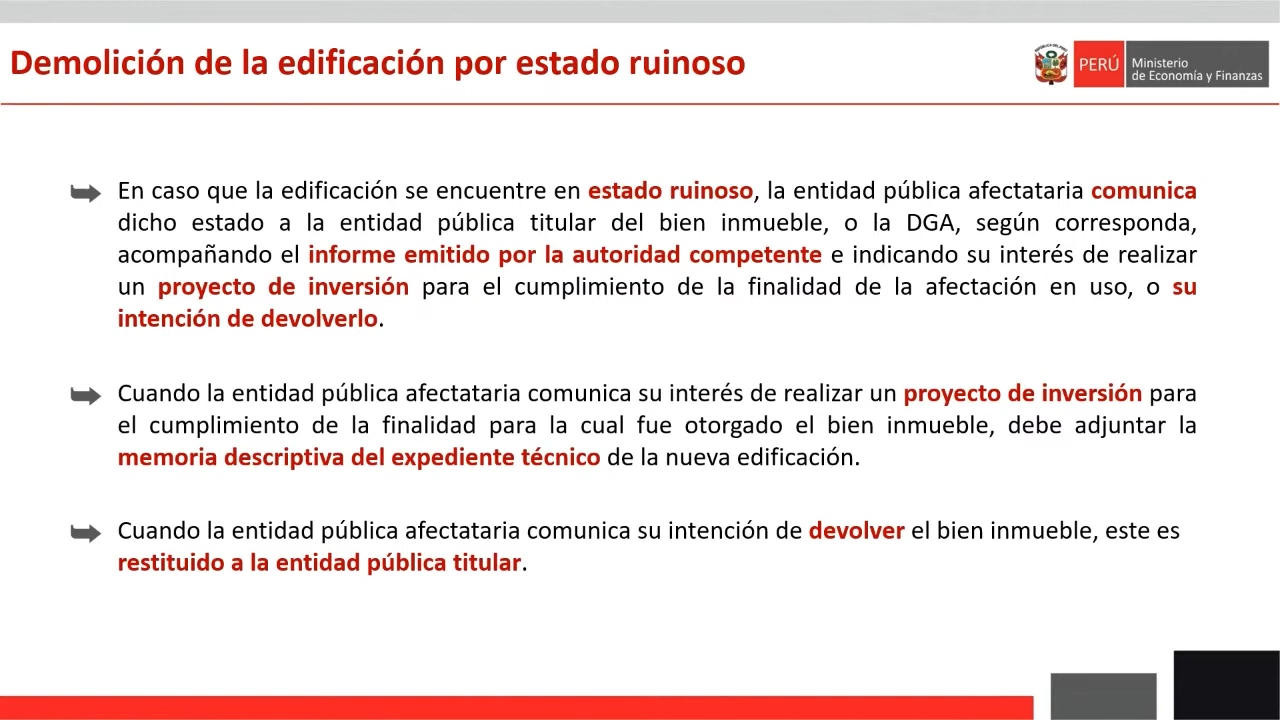 Demolición de la edificación por estado ruinoso
PERÚ
Ministerio
de Economía y Finanzas
En caso que la edificación se encuentre en estado ruinoso, la entidad pública afectataria comunica
dicho estado a la entidad pública titular del bien inmueble, o la DGA, según corresponda,
acompañando el informe emitido por la autoridad competente e indicando su interés de realizar
un proyecto de inversión para el cumplimiento de la finalidad de la afectación en uso, o su
intención de devolverlo.
Cuando la entidad pública afectataria comunica su interés de realizar un proyecto de inversión para
el cumplimiento de la finalidad para la cual fue otorgado el bien inmueble, debe adjuntar la
memoria descriptiva del expediente técnico de la nueva edificación.
Cuando la entidad pública afectataria comunica su intención de devolver el bien inmueble, este es
restituido a la entidad pública titular.